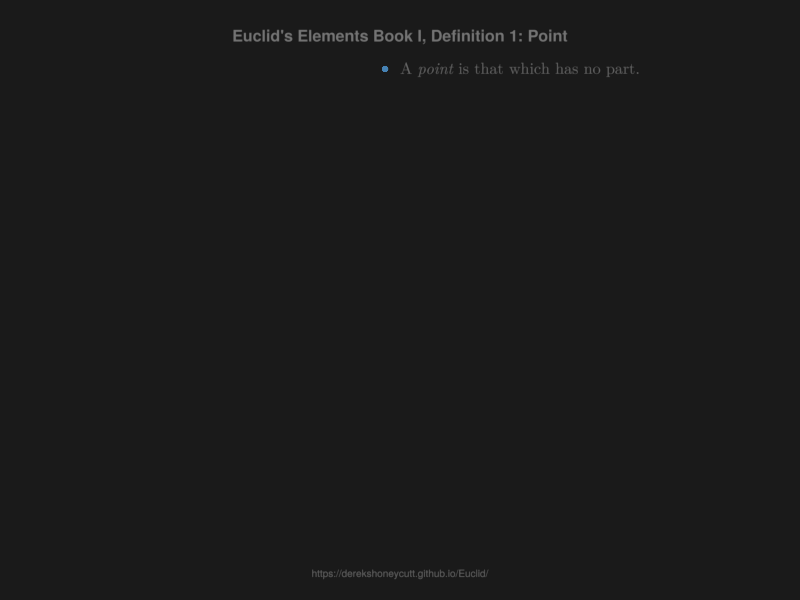 Euclid's Elements Book I, Definition 1: Point
A point is that which has no part.
https://derekshoneycutt.github.io/Euclid/